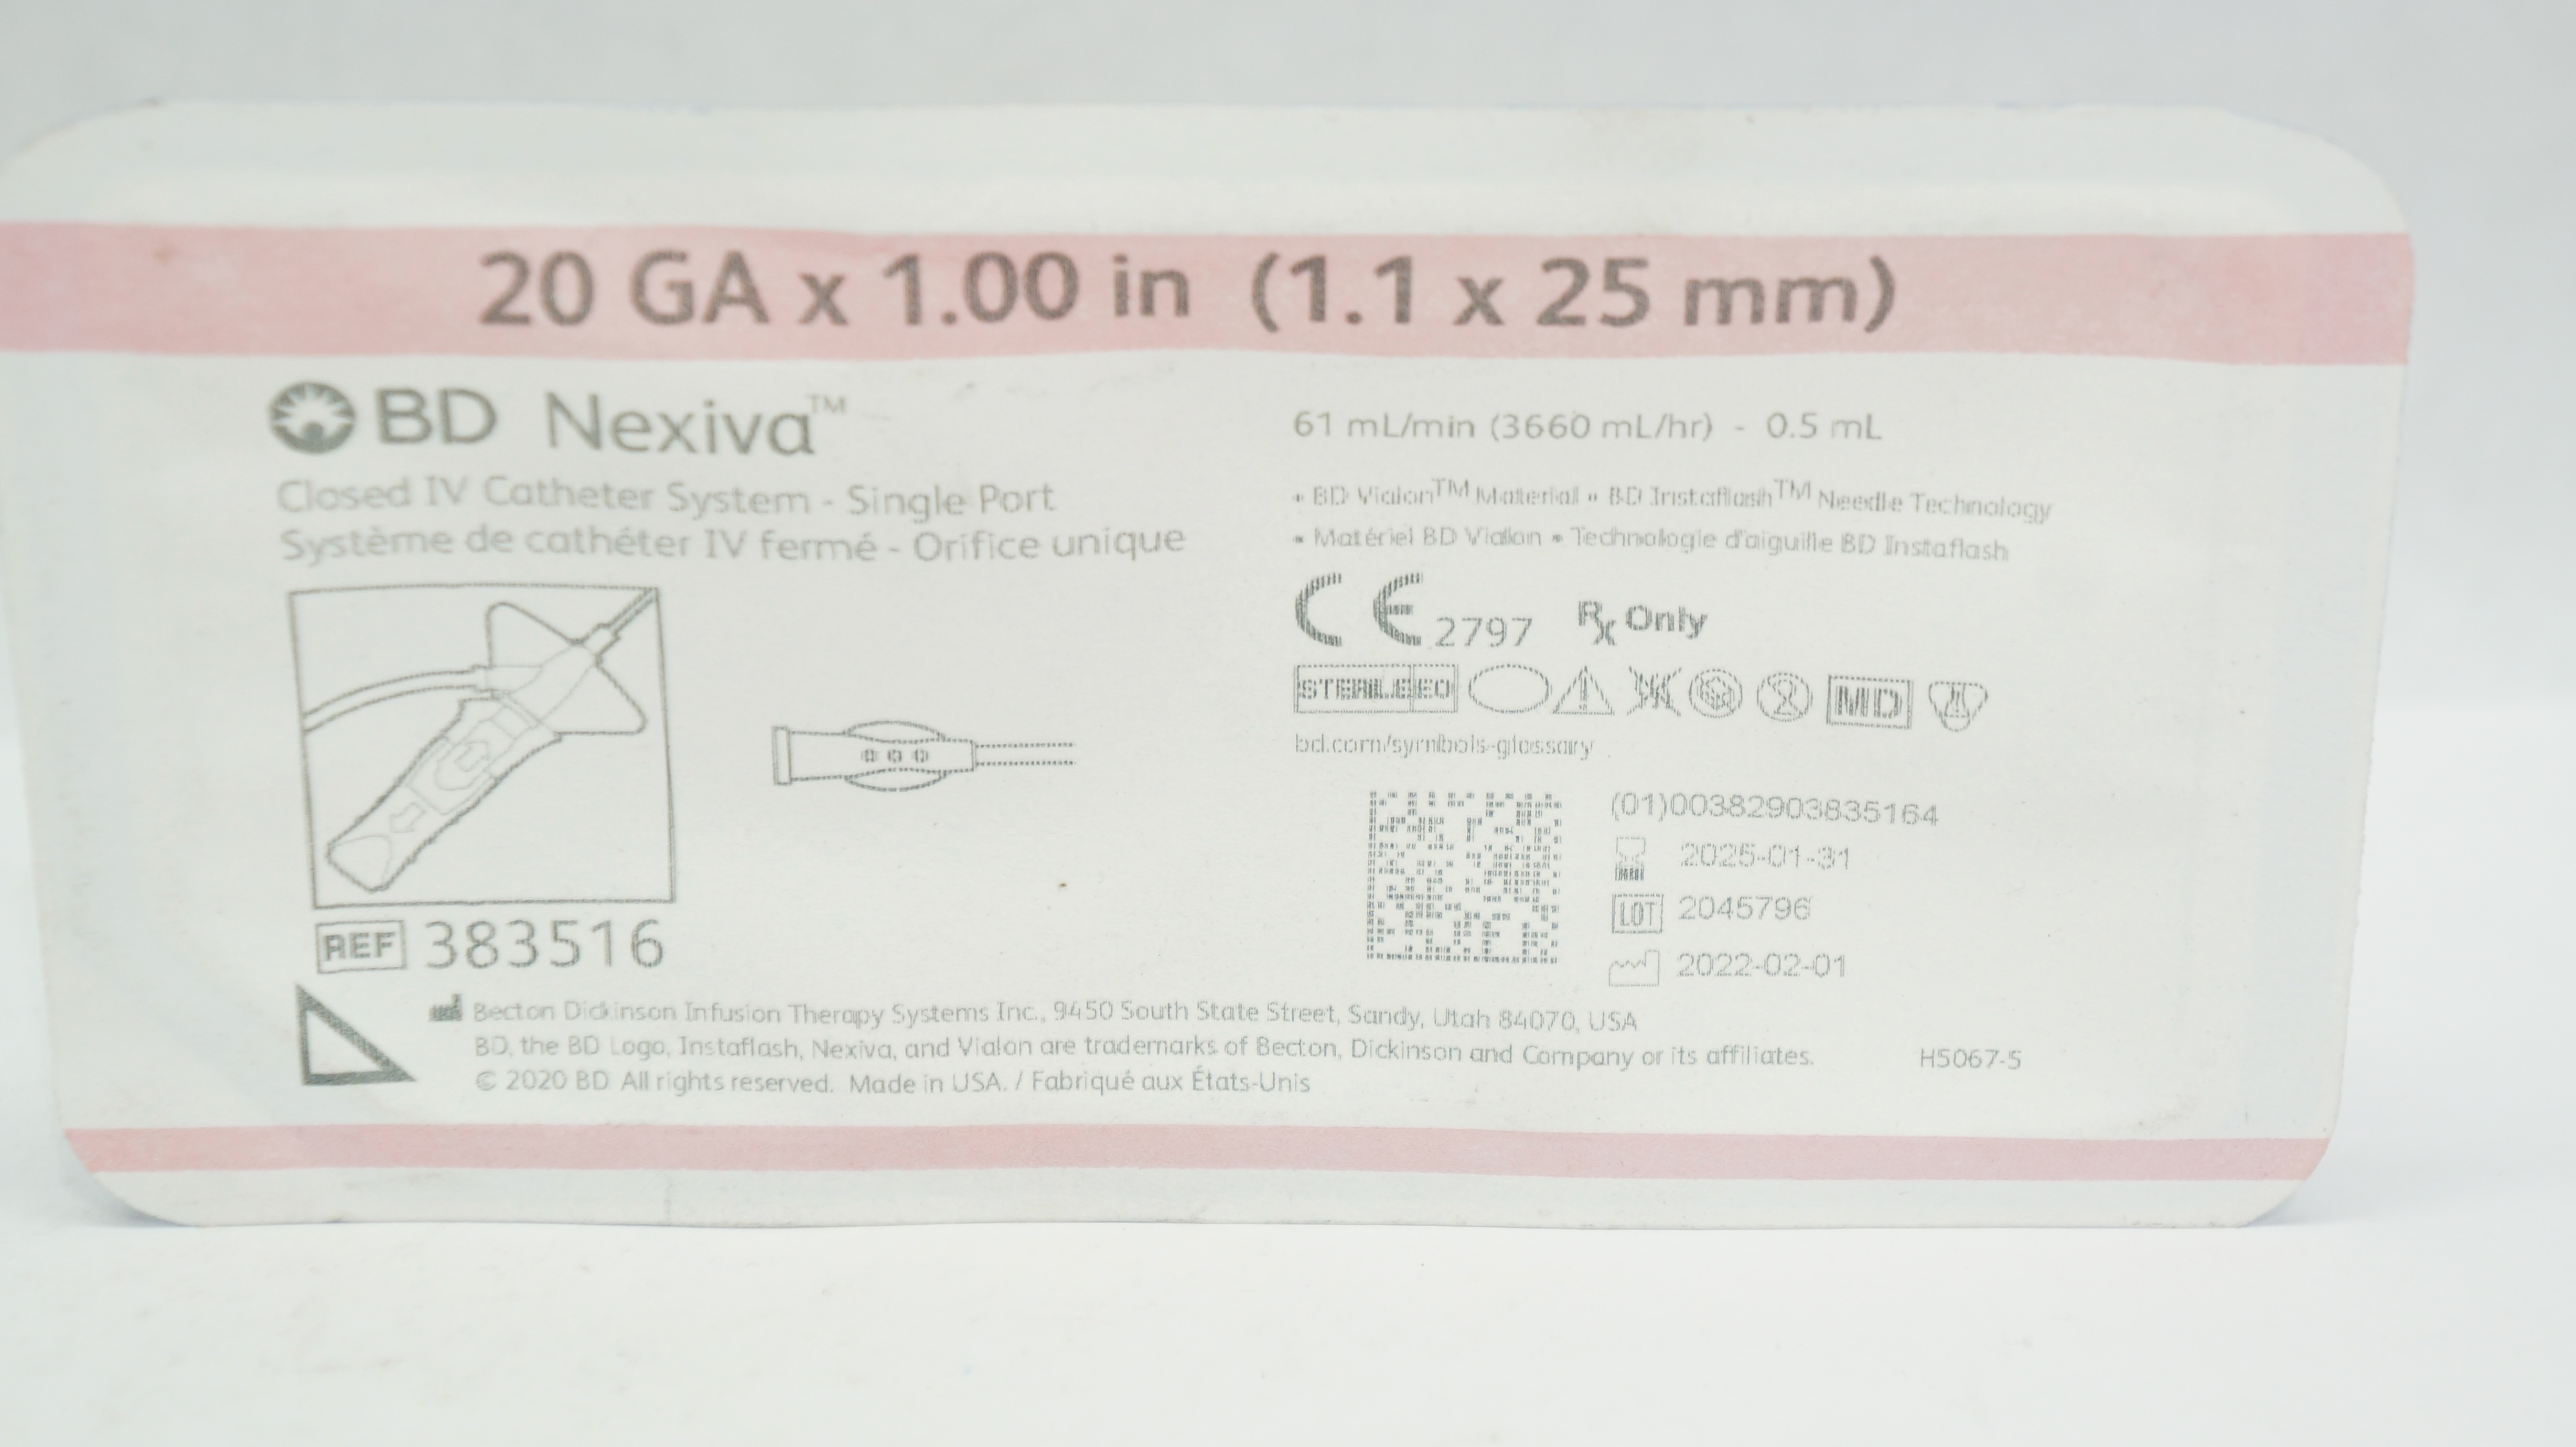 20 GA x 1.00 in (1.1 x 25 mm)
BD Nexiva™
Closed IV Catheter System - Single Port
Système de cathéter IV fermé - Orifice unique
REF 383516
61 mL/min (3660 mL/hr) - 0.5 mL
• BD Vialon™ Material • BD Instaflash™ Needle Technology
• Matériel BD Vialon • Technologie d'aiguille BD Instaflash
CE 2797 Rx Only
STERILE EO MD
bd.com/symbols-glossary
(01)00382903835164
2025-01-31
LOT 2045796
2022-02-01
Becton Dickinson Infusion Therapy Systems Inc., 9450 South State Street, Sandy, Utah 84070, USA
BD, the BD Logo, Instaflash, Nexiva, and Vialon are trademarks of Becton, Dickinson and Company or its affiliates. H5067-5
© 2020 BD All rights reserved. Made in USA. / Fabriqué aux États-Unis